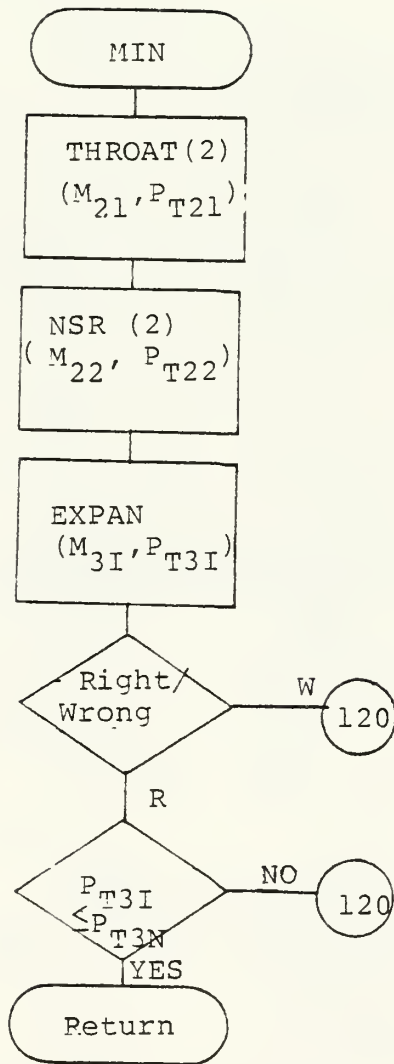 MIN
THROAT(2)
(M21,PT21)
NSR (2)
( M22, PT22)
EXPAN
(M3I,PT3I)
Right/
Wrong
W
120
R
PT3I
≤PT3N
NO
120
YES
Return